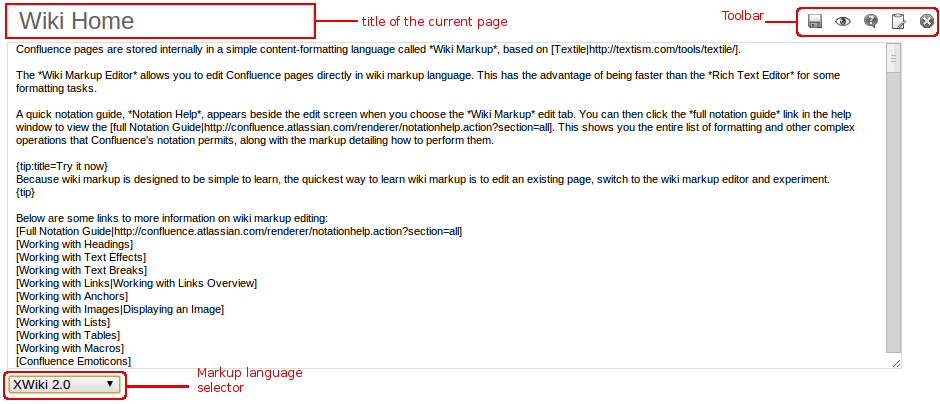 Wiki Home
title of the current page
Toolbar
Confluence pages are stored internally in a simple content-formatting language called *Wiki Markup*, based on [Textile|http://textism.com/tools/textile/].
The *Wiki Markup Editor* allows you to edit Confluence pages directly in wiki markup language. This has the advantage of being faster than the *Rich Text Editor* for some
formatting tasks.
A quick notation guide, *Notation Help*, appears beside the edit screen when you choose the *Wiki Markup* edit tab. You can then click the *full notation guide* link in the help
window to view the [full Notation Guide|http://confluence.atlassian.com/renderer/notationhelp.action?section=all]. This shows you the entire list of formatting and other complex
operations that Confluence's notation permits, along with the markup detailing how to perform them.
{tip:title=Try it now}
Because wiki markup is designed to be simple to learn, the quickest way to learn wiki markup is to edit an existing page, switch to the wiki markup editor and experiment.
{tip}
Below are some links to more information on wiki markup editing:
[Full Notation Guide|http://confluence.atlassian.com/renderer/notationhelp.action?section=all]
[Working with Headings]
[Working with Text Effects]
[Working with Text Breaks]
[Working with Links|Working with Links Overview]
[Working with Anchors]
[Working with Images|Displaying an Image]
[Working with Lists]
[Working with Tables]
[Working with Macros]
[Confluence Emoticons]
XWiki 2.0
Markup language
selector